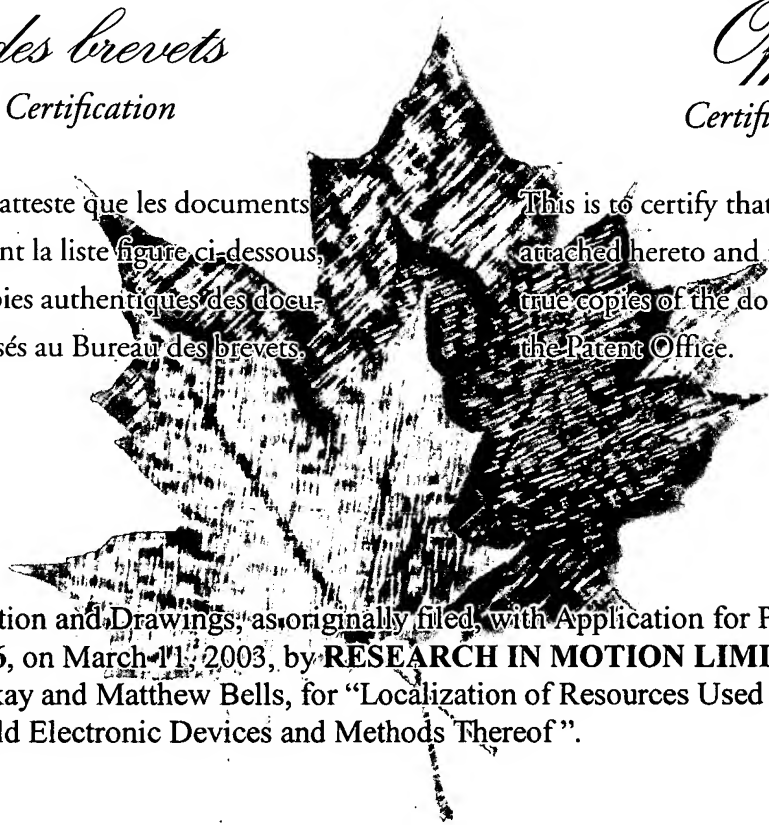 des brevets
Certification
atteste que les documents
nt la liste figure ci-dessous,
pies authentiques des docu-
sés au Bureau des brevets.
Certifi
This is to certify that
attached hereto and
true copies of the do
the Patent Office.
tion and Drawings, as originally filed, with Application for P
6, on March 11, 2003, by RESEARCH IN MOTION LIMI
kay and Matthew Bells, for “Localization of Resources Used
ld Electronic Devices and Methods Thereof”.